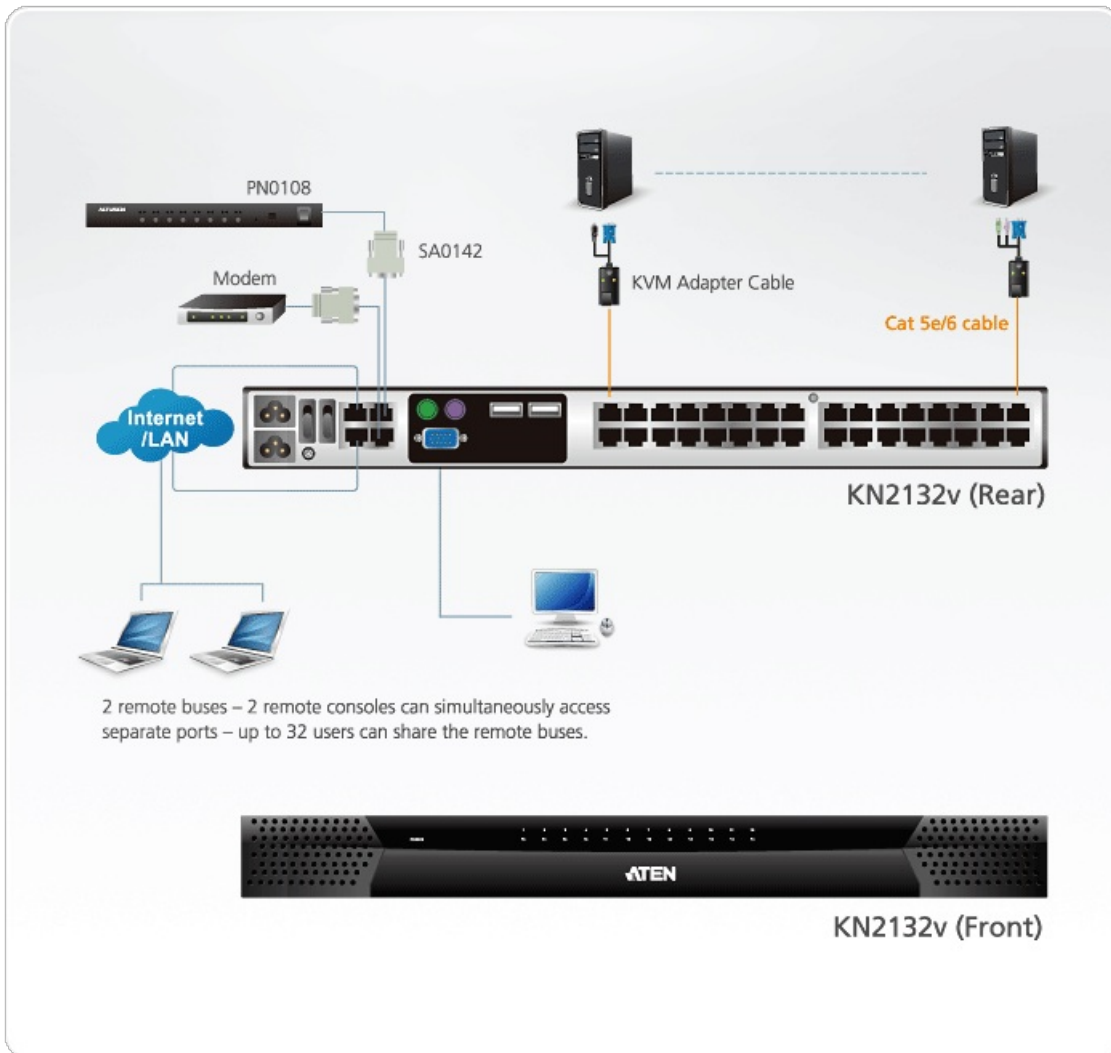 PN0108
SA0142
Modem
KVM Adapter Cable
Cat 5e/6 cable
Internet
/LAN
KN2132v (Rear)
2 remote buses – 2 remote consoles can simultaneously access
separate ports – up to 32 users can share the remote buses.
ATEN
KN2132v (Front)